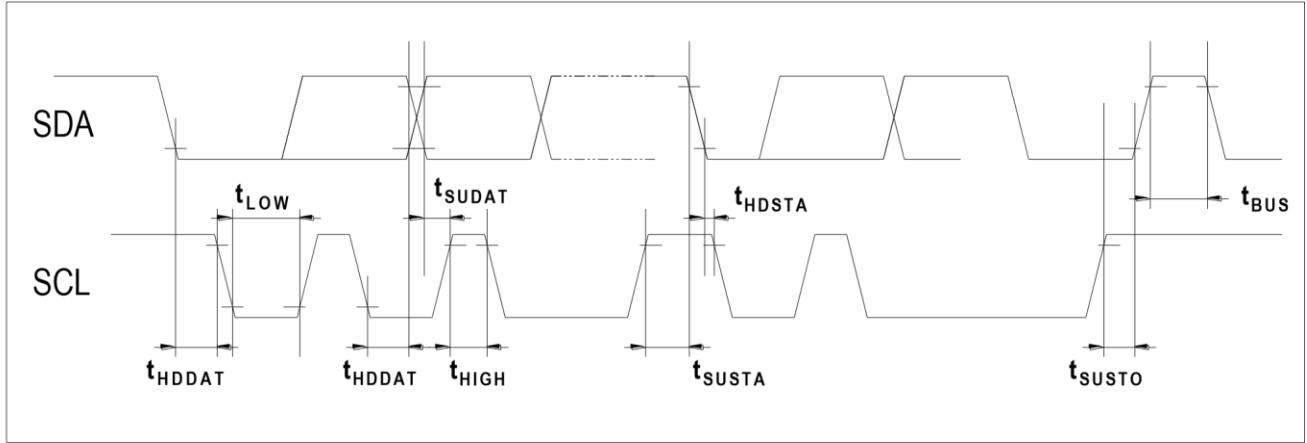 SDA
tLOW
tSUDAT
tHDSTA
tBUS
SCL
tHDDAT
tHDDAT
tHIGH
tSUSTA
tSUSTO